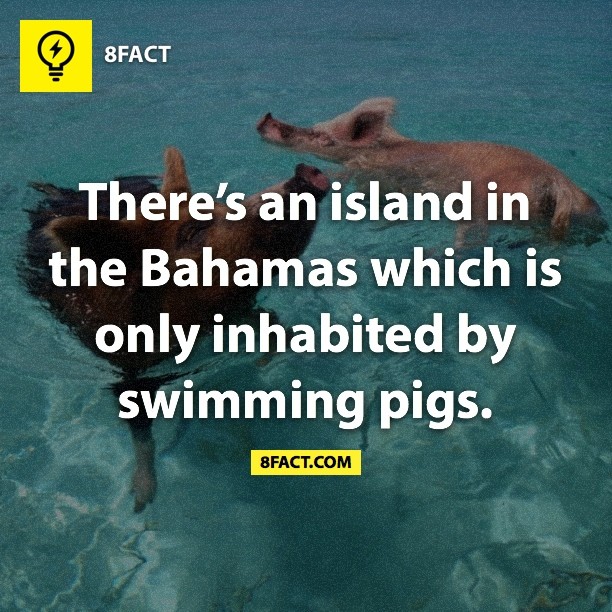 8FACT
There’s an island in
the Bahamas which is
only inhabited by
swimming pigs.
8FACT.COM